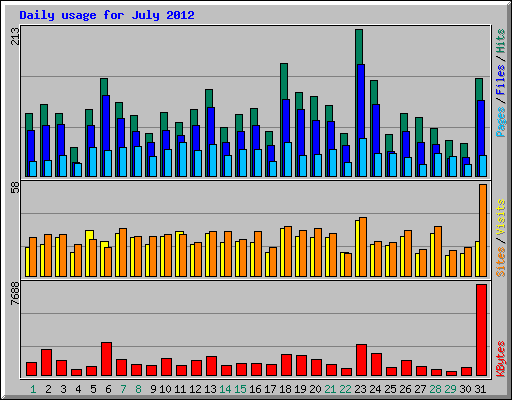 Daily usage for July 2012
213
Pages / Files / Hits
58
Sites / Visits
7688
KBytes
1 2 3 4 5 6 7 8 9 10 11 12 13 14 15 16 17 18 19 20 21 22 23 24 25 26 27 28 29 30 31